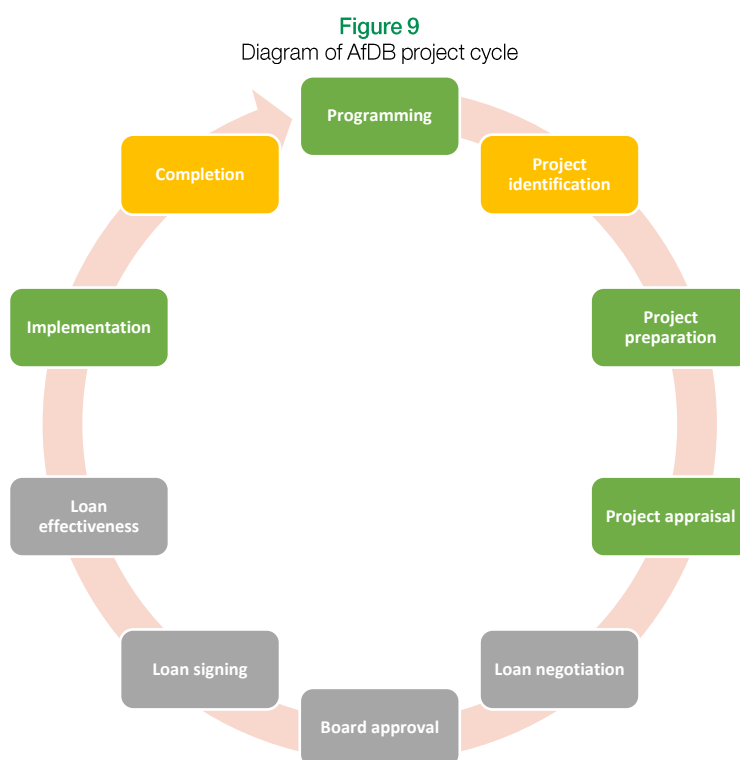 Figure 9
Diagram of AfDB project cycle
Programming
Project
identification
Project
preparation
Project appraisal
Loan negotiation
Board approval
Loan signing
Loan
effectiveness
Implementation
Completion